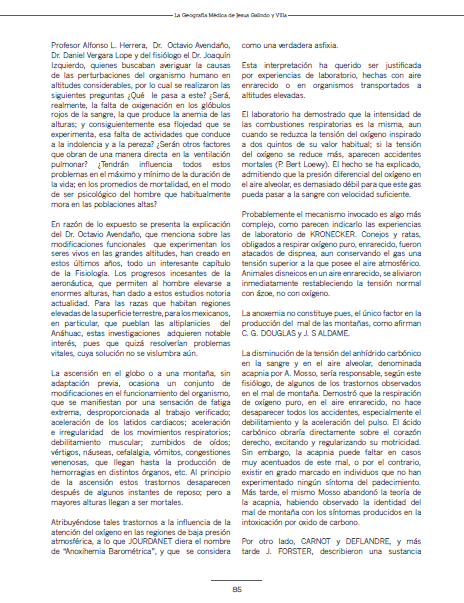 La Geografía Médica de Jesus Galindo y Villa
Profesor Alfonso L. Herrera, Dr. Octavio Avendaño,
Dr. Daniel Vergara Lope y del fisiólogo el Dr. Joaquín
Izquierdo, quienes buscaban averiguar la causas
de las perturbaciones del organismo humano en
altitudes considerables, por lo cual se realizaron las
siguientes preguntas ¿Qué le pasa a este? ¿Será,
realmente, la falta de oxigenación en los glóbulos
rojos de la sangre, la que produce la anemia de las
alturas; y consiguientemente esa flojedad que se
experimenta, esa falta de actividades que conduce
a la indolencia y a la pereza? ¿Serán otros factores
que obran de una manera directa en la ventilación
pulmonar? ¿Tendrán influencia todos estos
problemas en el máximo y mínimo de la duración de
la vida; en los promedios de mortalidad, en el modo
de ser psicológico del hombre que habitualmente
mora en las poblaciones altas?
En razón de lo expuesto se presenta la explicación
del Dr. Octavio Avendaño, que menciona sobre las
modificaciones funcionales que experimentan los
seres vivos en las grandes altitudes, han creado en
estos últimos años, todo un interesante capítulo
de la Fisiología. Los progresos incesantes de la
aeronáutica, que permiten al hombre elevarse a
enormes alturas, han dado a estos estudios notoria
actualidad. Para las razas que habitan regiones
elevadas de la superficie terrestre, para los mexicanos,
en particular, que pueblan las altiplanicies del
Anáhuac, estas investigaciones adquieren notable
interés, pues que quizá resolverían problemas
vitales, cuya solución no se vislumbra aún.
La ascensión en el globo o a una montaña, sin
adaptación previa, ocasiona un conjunto de
modificaciones en el funcionamiento del organismo,
que se manifiestan por una sensación de fatiga
extrema, desproporcionada al trabajo verificado;
aceleración de los latidos cardiacos; aceleración
e irregularidad de los movimientos respiratorios;
debilitamiento muscular; zumbidos de oídos;
vértigos, náuseas, cefalalgia, vómitos, congestiones
venenosas, que llegan hasta la producción de
hemorragias en distintos órganos, etc. Al principio
de la ascensión estos trastornos desaparecen
después de algunos instantes de reposo; pero a
mayores alturas llegan a ser mortales.
Atribuyéndose tales trastornos a la influencia de la
atención del oxígeno en las regiones de baja presión
atmosférica, a lo que JOURDANET diera el nombre
de “Anoxihemia Barométrica”, y que se considera
como una verdadera asfixia.
Esta interpretación ha querido ser justificada
por experiencias de laboratorio, hechas con aire
enrarecido o en organismos transportados a
altitudes elevadas.
El laboratorio ha demostrado que la intensidad de
las combustiones respiratorias es la misma, aun
cuando se reduzca la tensión del oxígeno inspirado
a dos quintos de su valor habitual; si la tensión
del oxígeno se reduce más, aparecen accidentes
mortales (P. Bert Loewy). El hecho se ha explicado,
admitiendo que la presión diferencial del oxígeno en
el aire alveolar, es demasiado débil para que este gas
pueda pasar a la sangre con velocidad suficiente.
Probablemente el mecanismo invocado es algo más
complejo, como parecen indicarlo las experiencias
de laboratorio de KRONECKER. Conejos y ratas,
obligados a respirar oxígeno puro, enrarecido, fueron
atacados de dispnea, aun conservando el gas una
tensión superior a la que posee el aire atmosférico.
Animales disneicos en un aire enrarecido, se aliviaron
inmediatamente restableciendo la tensión normal
con ázoe, no con oxígeno.
La anoxemia no constituye pues, el único factor en la
producción del mal de las montañas, como afirman
C. G. DOUGLAS y J. S ALDAME.
La disminución de la tensión del anhídrido carbónico
en la sangre y en el aire alveolar, denominada
acapnia por A. Mosso, sería responsable, según este
fisiólogo, de algunos de los trastornos observados
en el mal de montaña. Demostró que la respiración
de oxígeno puro, en el aire enrarecido, no hace
desaparecer todos los accidentes, especialmente el
debilitamiento y la aceleración del pulso. El ácido
carbónico obraría directamente sobre el corazón
derecho, excitando y regularizando su motricidad.
Sin embargo, la acapnia puede faltar en casos
muy acentuados de este mal, o por el contrario,
existir en grado marcado en individuos que no han
experimentado ningún síntoma del padecimiento.
Más tarde, el mismo Mosso abandonó la teoría de
la acapnia, habiendo observado la identidad del
mal de montaña con los síntomas producidos en la
intoxicación por oxido de carbono.
Por otro lado, CARNOT y DEFLANDRE, y más
tarde J. FORSTER, describieron una sustancia
85